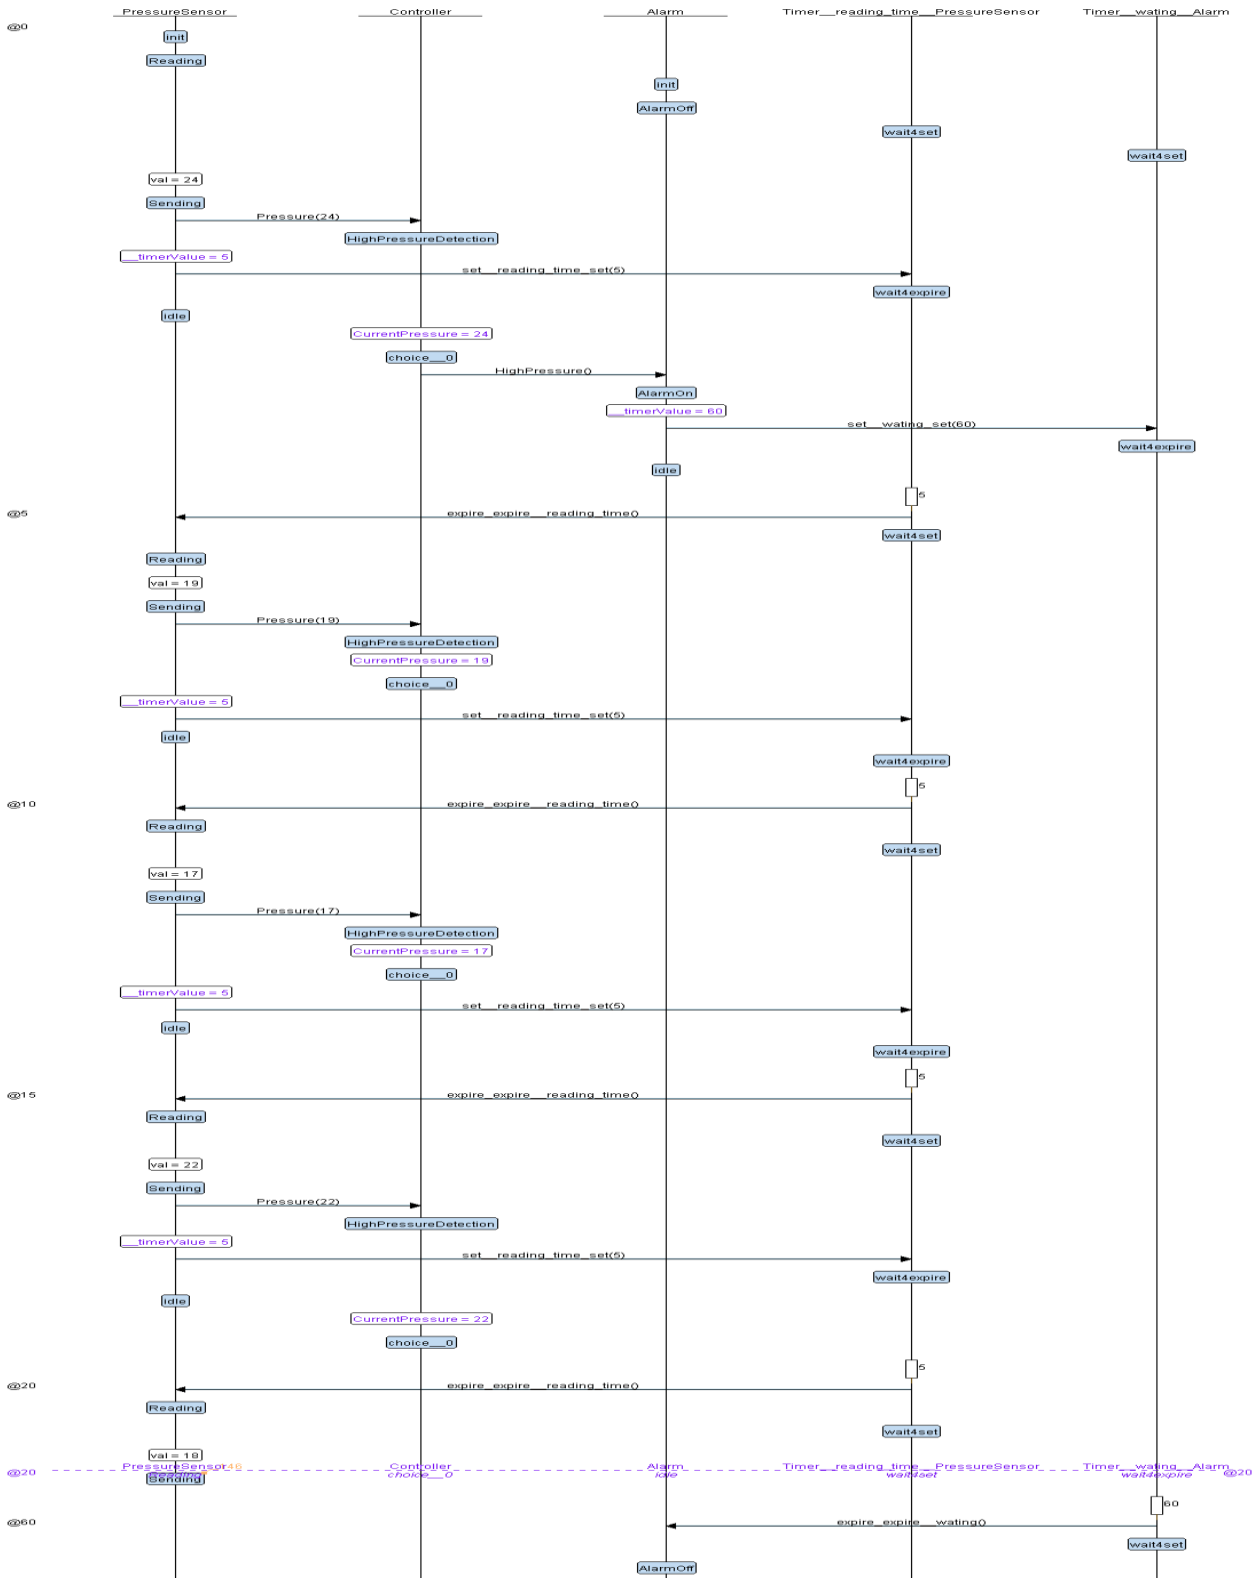 PressureSensor Controller Alarm Timer__reading_time__PressureSensor Timer__wating__Alarm
@0
init
Reading
init
AlarmOff
wait4set
wait4set
val = 24
Sending
Pressure(24)
HighPressureDetection
__timerValue = 5
set__reading_time_set(5)
wait4expire
idle
CurrentPressure = 24
choice__0
HighPressure()
AlarmOn
__timerValue = 60
set__wating_set(60)
wait4expire
idle
5
@5 expire_expire__reading_time()
wait4set
Reading
val = 19
Sending
Pressure(19)
HighPressureDetection
CurrentPressure = 19
choice__0
__timerValue = 5
set__reading_time_set(5)
idle
wait4expire
5
@10 expire_expire__reading_time()
Reading
wait4set
val = 17
Sending
Pressure(17)
HighPressureDetection
CurrentPressure = 17
choice__0
__timerValue = 5
set__reading_time_set(5)
idle
wait4expire
5
@15 expire_expire__reading_time()
Reading
wait4set
val = 22
Sending
Pressure(22)
HighPressureDetection
__timerValue = 5
set__reading_time_set(5)
wait4expire
idle
CurrentPressure = 22
choice__0
5
@20 expire_expire__reading_time()
Reading
wait4set
val = 18
PressureSensor Controller Alarm Timer__reading_time__PressureSensor Timer__wating__Alarm
@20 Sending choice__0 idle wait4set wait4expire @20
60
@60 expire_expire__wating()
wait4set
AlarmOff